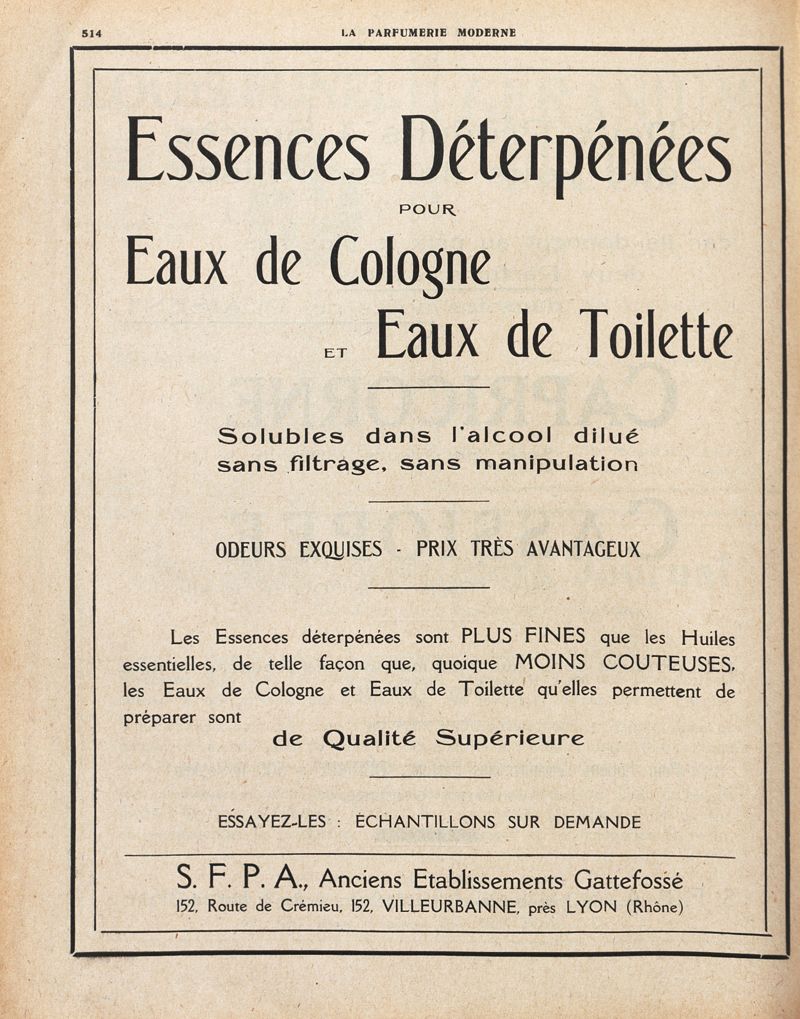 514
LA PARFUMERIE MODERNE
Essences Déterpénées
POUR
Eaux de Cologne
ET Eaux de Toilette
Solubles dans l'alcool dilué
sans filtrage, sans manipulation
ODEURS EXQUISES - PRIX TRÈS AVANTAGEUX
Les Essences déterpénées sont PLUS FINES que les Huiles
essentielles, de telle façon que, quoique MOINS COUTEUSES,
les Eaux de Cologne et Eaux de Toilette qu'elles permettent de
préparer sont
de Qualité Supérieure
ESSAYEZ-LES : ÉCHANTILLONS SUR DEMANDE
S. F. P. A., Anciens Etablissements Gattefossé
152, Route de Crémieu, 152, VILLEURBANNE, près LYON (Rhône)